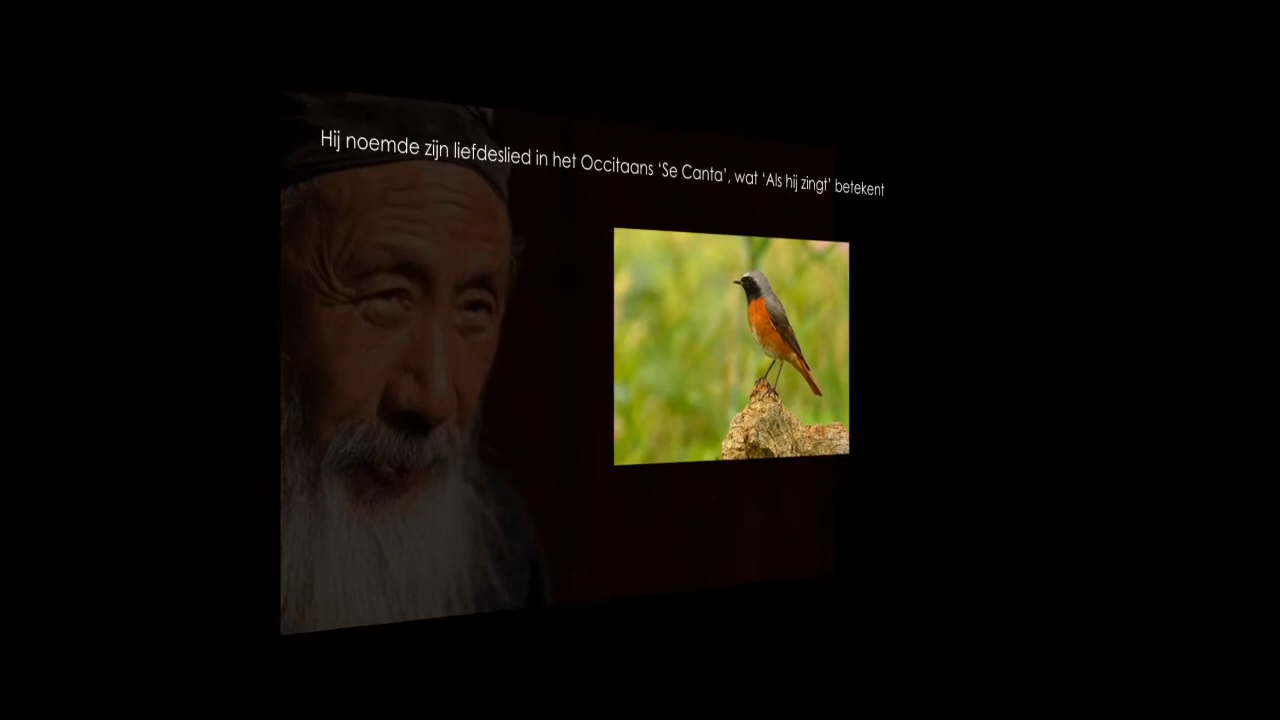 Hij noemde zijn liefdeslied in het Occitaans ‘Se Canta’, wat ‘Als hij zingt’ betekent